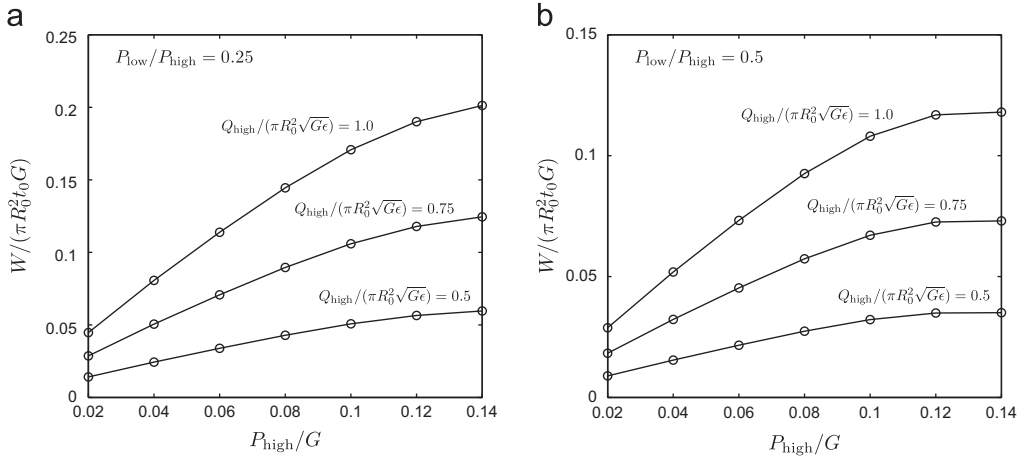 a
P_low/P_high = 0.25
Q_high/(πR_0^2√Gϵ) = 1.0
Q_high/(πR_0^2√Gϵ) = 0.75
Q_high/(πR_0^2√Gϵ) = 0.5
W/(πR_0^2t_0G)
0.25
0.2
0.15
0.1
0.05
0
0.02 0.04 0.06 0.08 0.1 0.12 0.14
P_high/G
b
P_low/P_high = 0.5
Q_high/(πR_0^2√Gϵ) = 1.0
Q_high/(πR_0^2√Gϵ) = 0.75
Q_high/(πR_0^2√Gϵ) = 0.5
W/(πR_0^2t_0G)
0.15
0.1
0.05
0
0.02 0.04 0.06 0.08 0.1 0.12 0.14
P_high/G